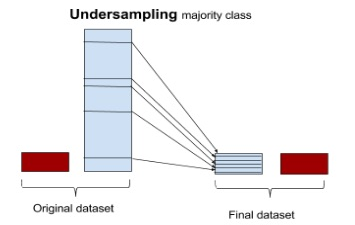 Undersampling majority class
Original dataset
Final dataset